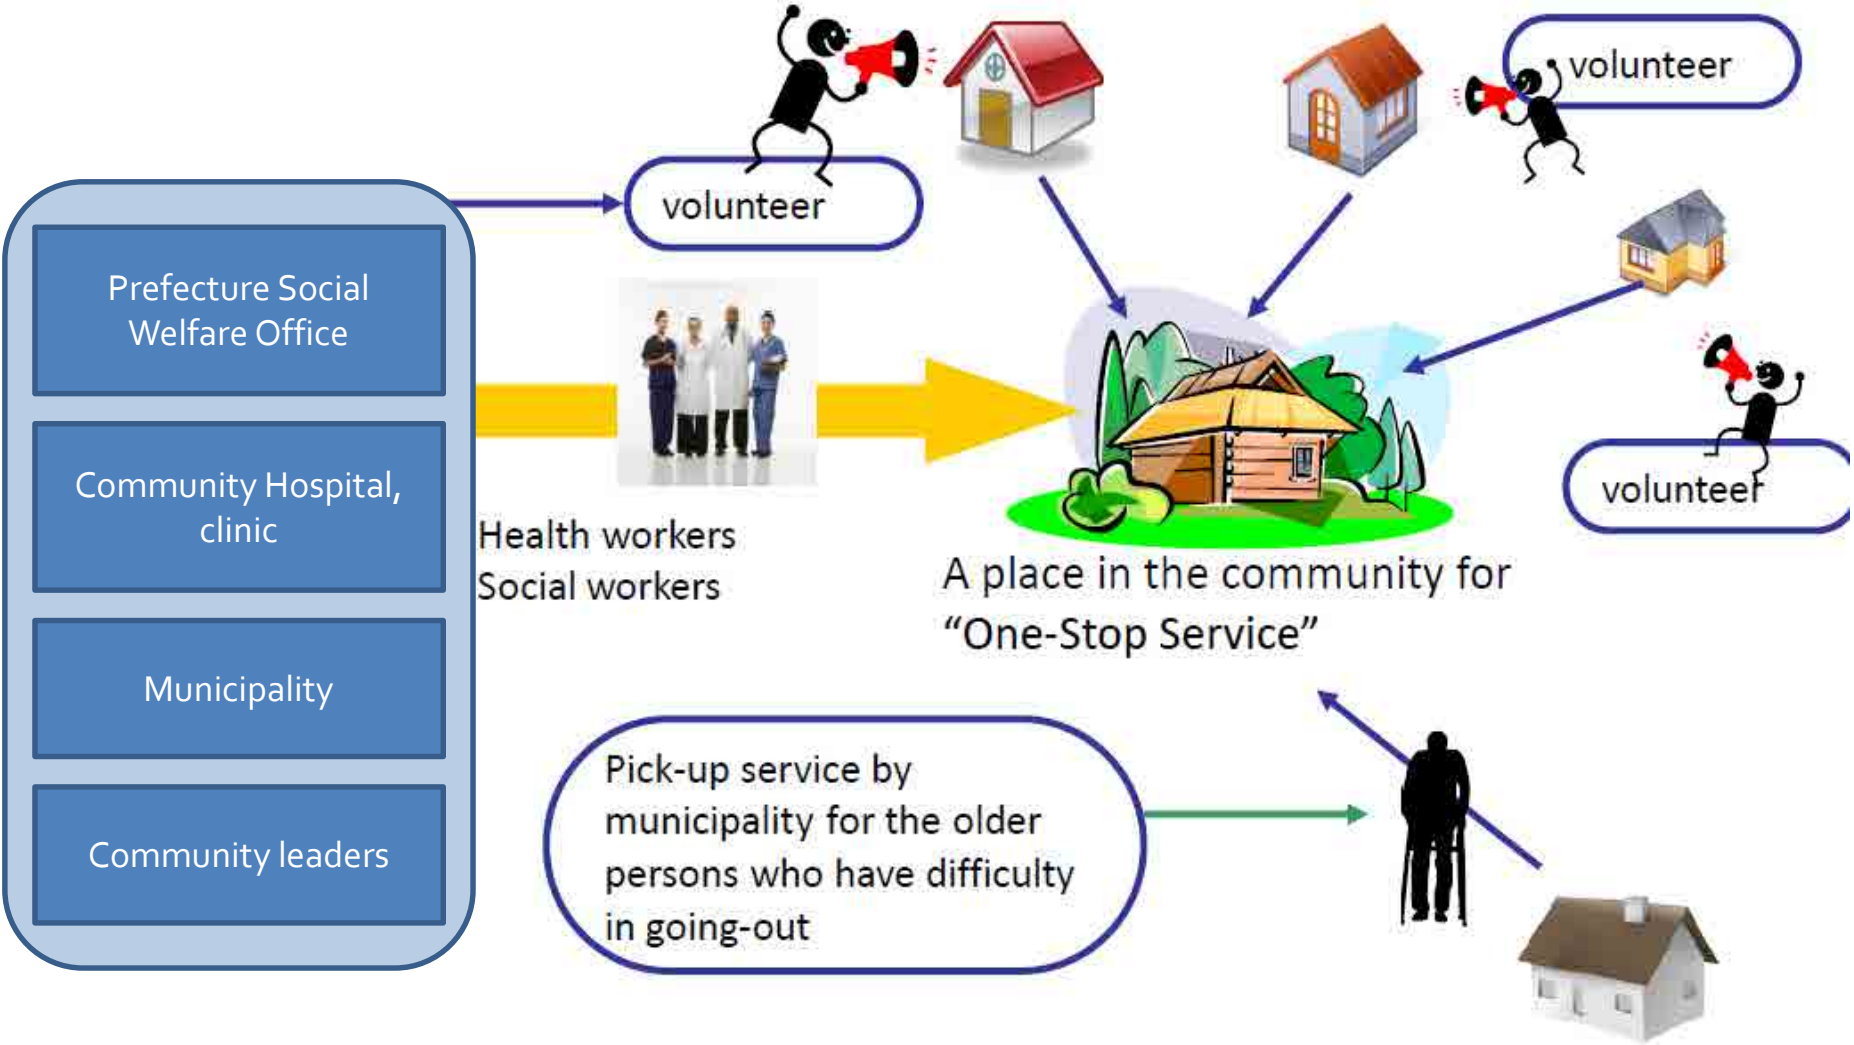 volunteer
volunteer
volunteer
Prefecture Social
Welfare Office
Community Hospital,
clinic
Municipality
Community leaders
Health workers
Social workers
volunteer
A place in the community for
“One-Stop Service”
Pick-up service by
municipality for the older
persons who have difficulty
in going-out